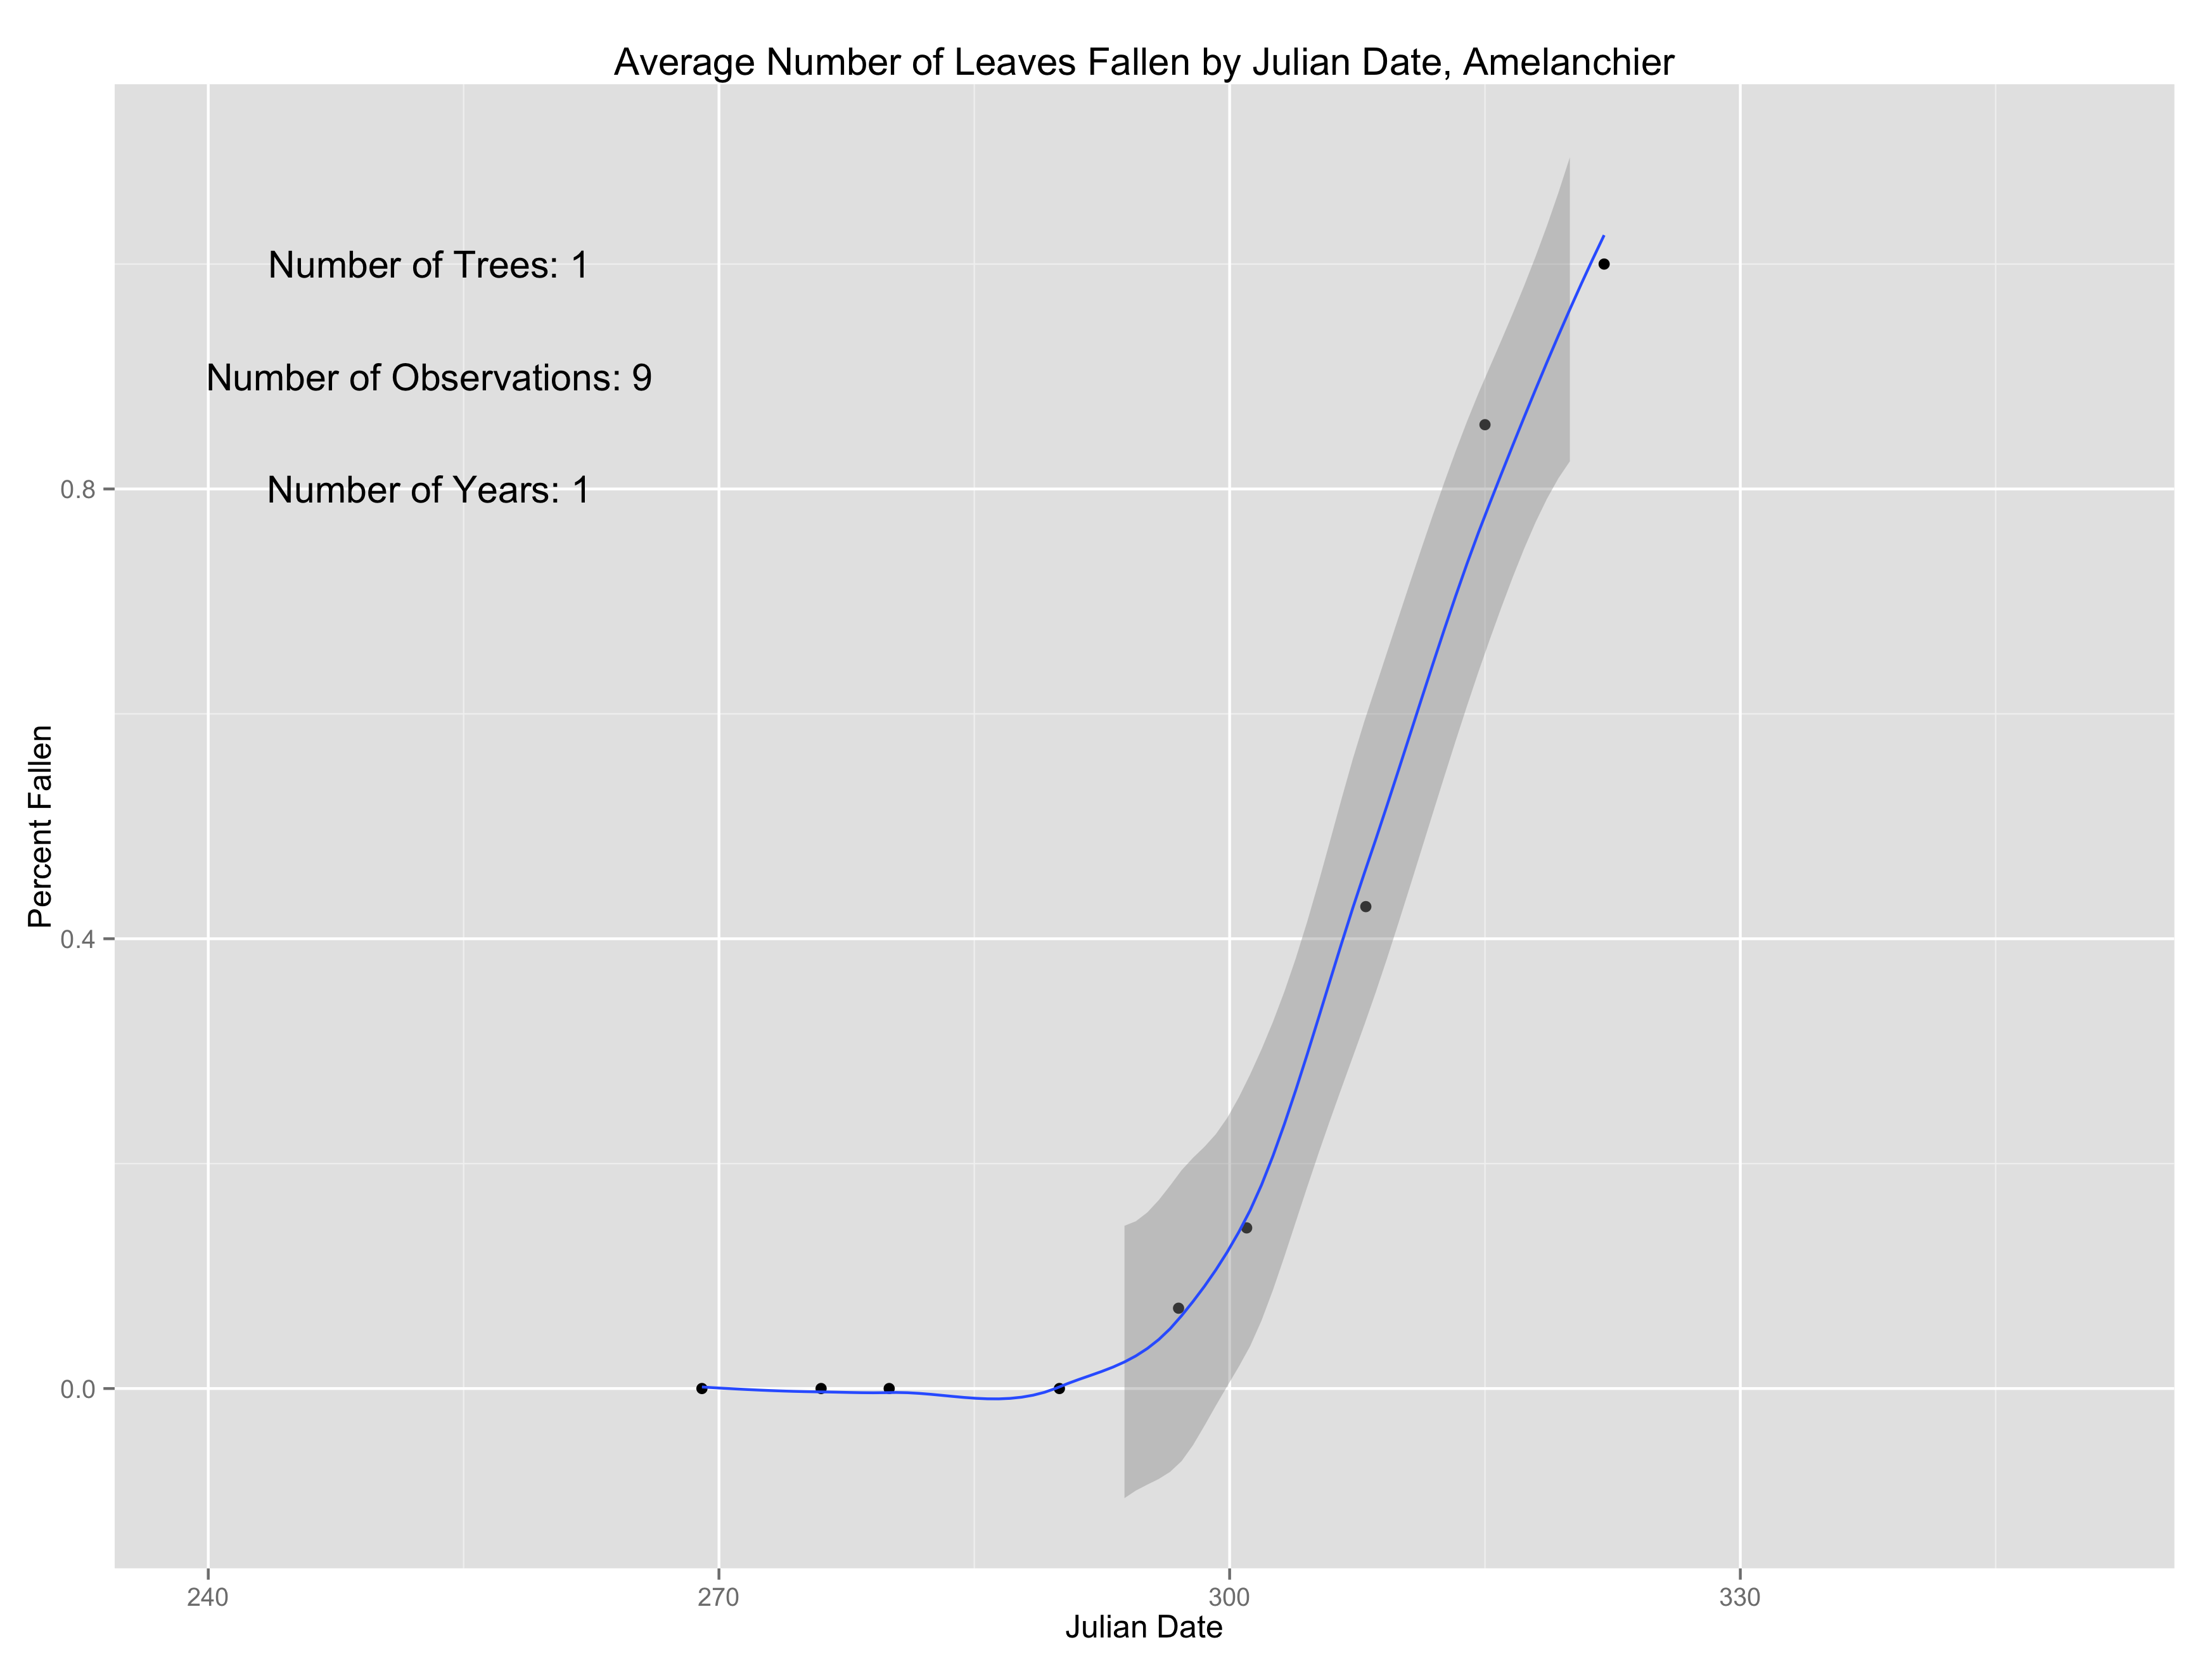 Average Number of Leaves Fallen by Julian Date, Amelanchier
Number of Trees: 1
Number of Observations: 9
Number of Years: 1
Percent Fallen
0.8
0.4
0.0
240 270 300 330
Julian Date